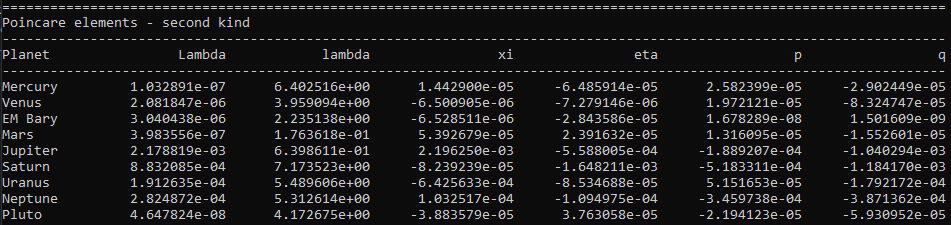 Poincare elements - second kind
Planet Lambda lambda xi eta p q
Mercury 1.032891e-07 6.402516e+00 1.442900e-05 -6.485914e-05 2.582399e-05 -2.902449e-05
Venus 2.081847e-06 3.959094e+00 -6.500905e-06 -7.279146e-06 1.972121e-05 -8.324747e-05
EM Bary 3.040438e-06 2.235138e+00 -6.528511e-06 -2.843586e-05 1.678289e-08 1.501609e-09
Mars 3.983556e-07 1.763618e-01 5.392679e-05 2.391632e-05 1.316095e-05 -1.552601e-05
Jupiter 2.178819e-03 6.398611e-01 2.196250e-03 -5.588005e-04 -1.889207e-04 -1.040294e-03
Saturn 8.832085e-04 7.173523e+00 -8.239239e-05 -1.648211e-03 -5.183311e-04 -1.184170e-03
Uranus 1.912635e-04 5.489606e+00 -6.425633e-04 -8.534688e-05 5.151653e-05 -1.792172e-04
Neptune 2.824872e-04 5.312614e+00 1.032517e-04 -1.094975e-04 -3.459738e-04 -3.871362e-04
Pluto 4.647824e-08 4.172675e+00 -3.883579e-05 3.763058e-05 -2.194123e-05 -5.930952e-05